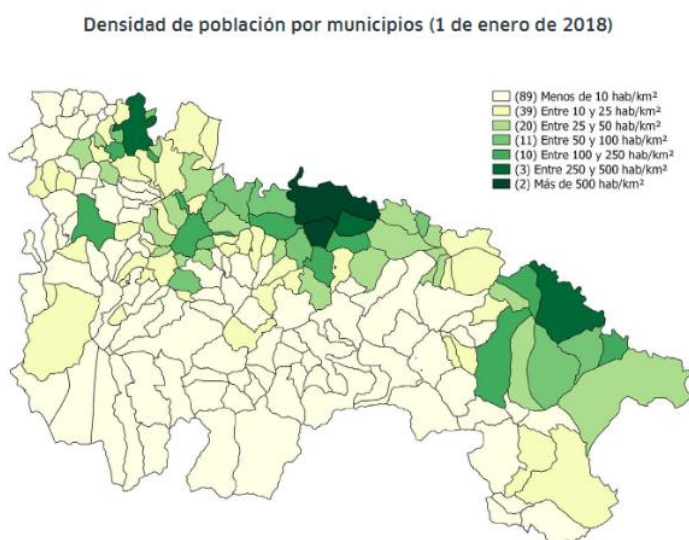 Densidad de población por municipios (1 de enero de 2018)
(89) Menos de 10 hab/km²
(39) Entre 10 y 25 hab/km²
(20) Entre 25 y 50 hab/km²
(11) Entre 50 y 100 hab/km²
(10) Entre 100 y 250 hab/km²
(3) Entre 250 y 500 hab/km²
(2) Más de 500 hab/km²